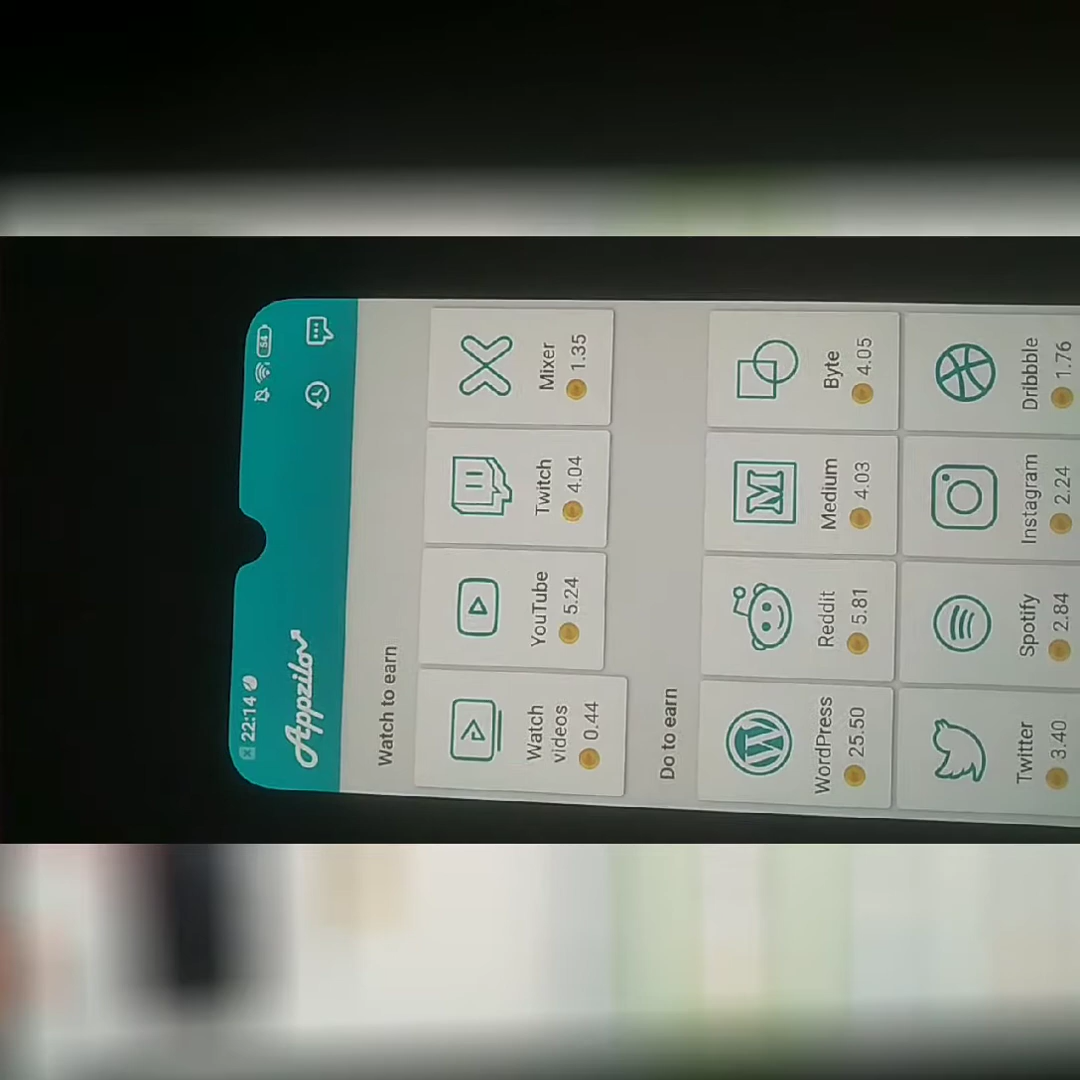 22:14
54
Appzilo
Watch to earn
Watch videos
0.44
YouTube
5.24
Twitch
4.04
Mixer
1.35
Do to earn
WordPress
25.50
Reddit
5.81
Medium
4.03
Byte
4.05
Twitter
3.40
Spotify
2.84
Instagram
2.24
Dribbble
1.76